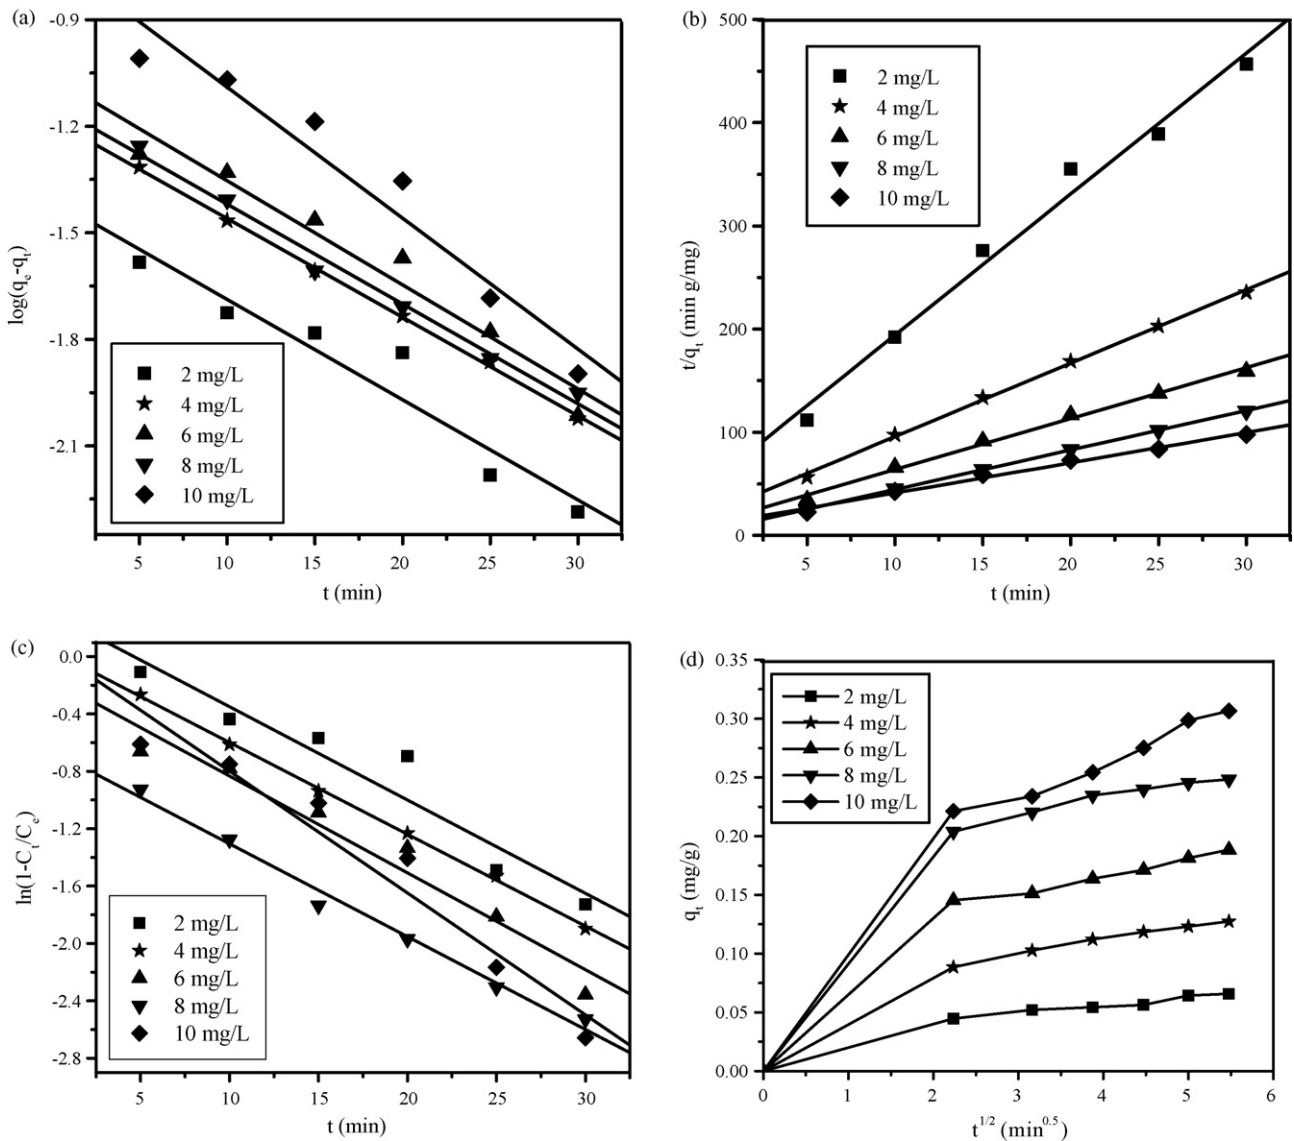 (a)
-0.9
-1.2
-1.5
-1.8
-2.1
log(qₑ-qₜ)
2 mg/L
4 mg/L
6 mg/L
8 mg/L
10 mg/L
5 10 15 20 25 30
t (min)
(b)
500
400
300
200
100
0
t/qₜ (min g/mg)
2 mg/L
4 mg/L
6 mg/L
8 mg/L
10 mg/L
5 10 15 20 25 30
t (min)
(c)
0.0
-0.4
-0.8
-1.2
-1.6
-2.0
-2.4
-2.8
ln(1-Cₜ/Cₑ)
2 mg/L
4 mg/L
6 mg/L
8 mg/L
10 mg/L
5 10 15 20 25 30
t (min)
(d)
0.35
0.30
0.25
0.20
0.15
0.10
0.05
0.00
qₜ (mg/g)
2 mg/L
4 mg/L
6 mg/L
8 mg/L
10 mg/L
0 1 2 3 4 5 6
t^1/2 (min^0.5)